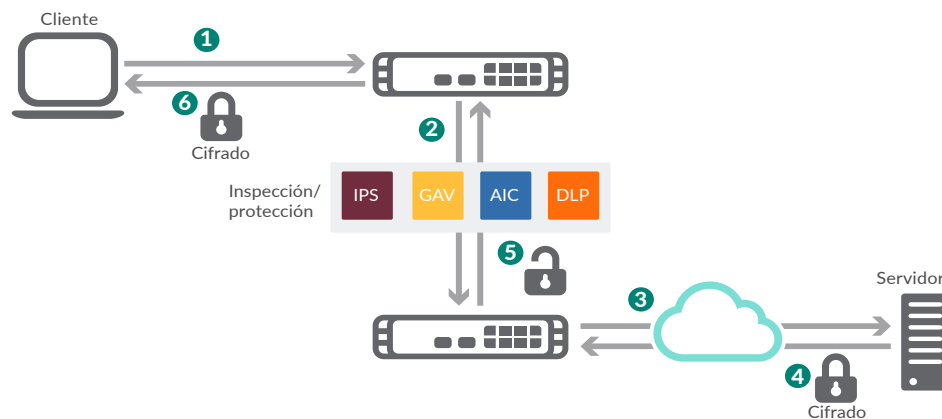 Cliente
1
6
Cifrado
2
Inspección/
protección
IPS
GAV
AIC
DLP
5
3
Servidor
4
Cifrado